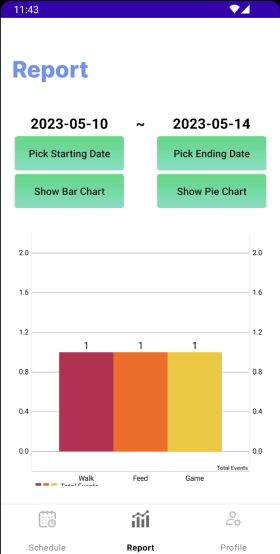 11:43
Report
2023-05-10 ~ 2023-05-14
Pick Starting Date Pick Ending Date
Show Bar Chart Show Pie Chart
2.0 2.0
1.6 1.6
1.2 1.2
1 1 1
0.8 0.8
0.4 0.4
0.0 0.0
Total Events
Walk Feed Game
Total Events
Schedule Report Profile